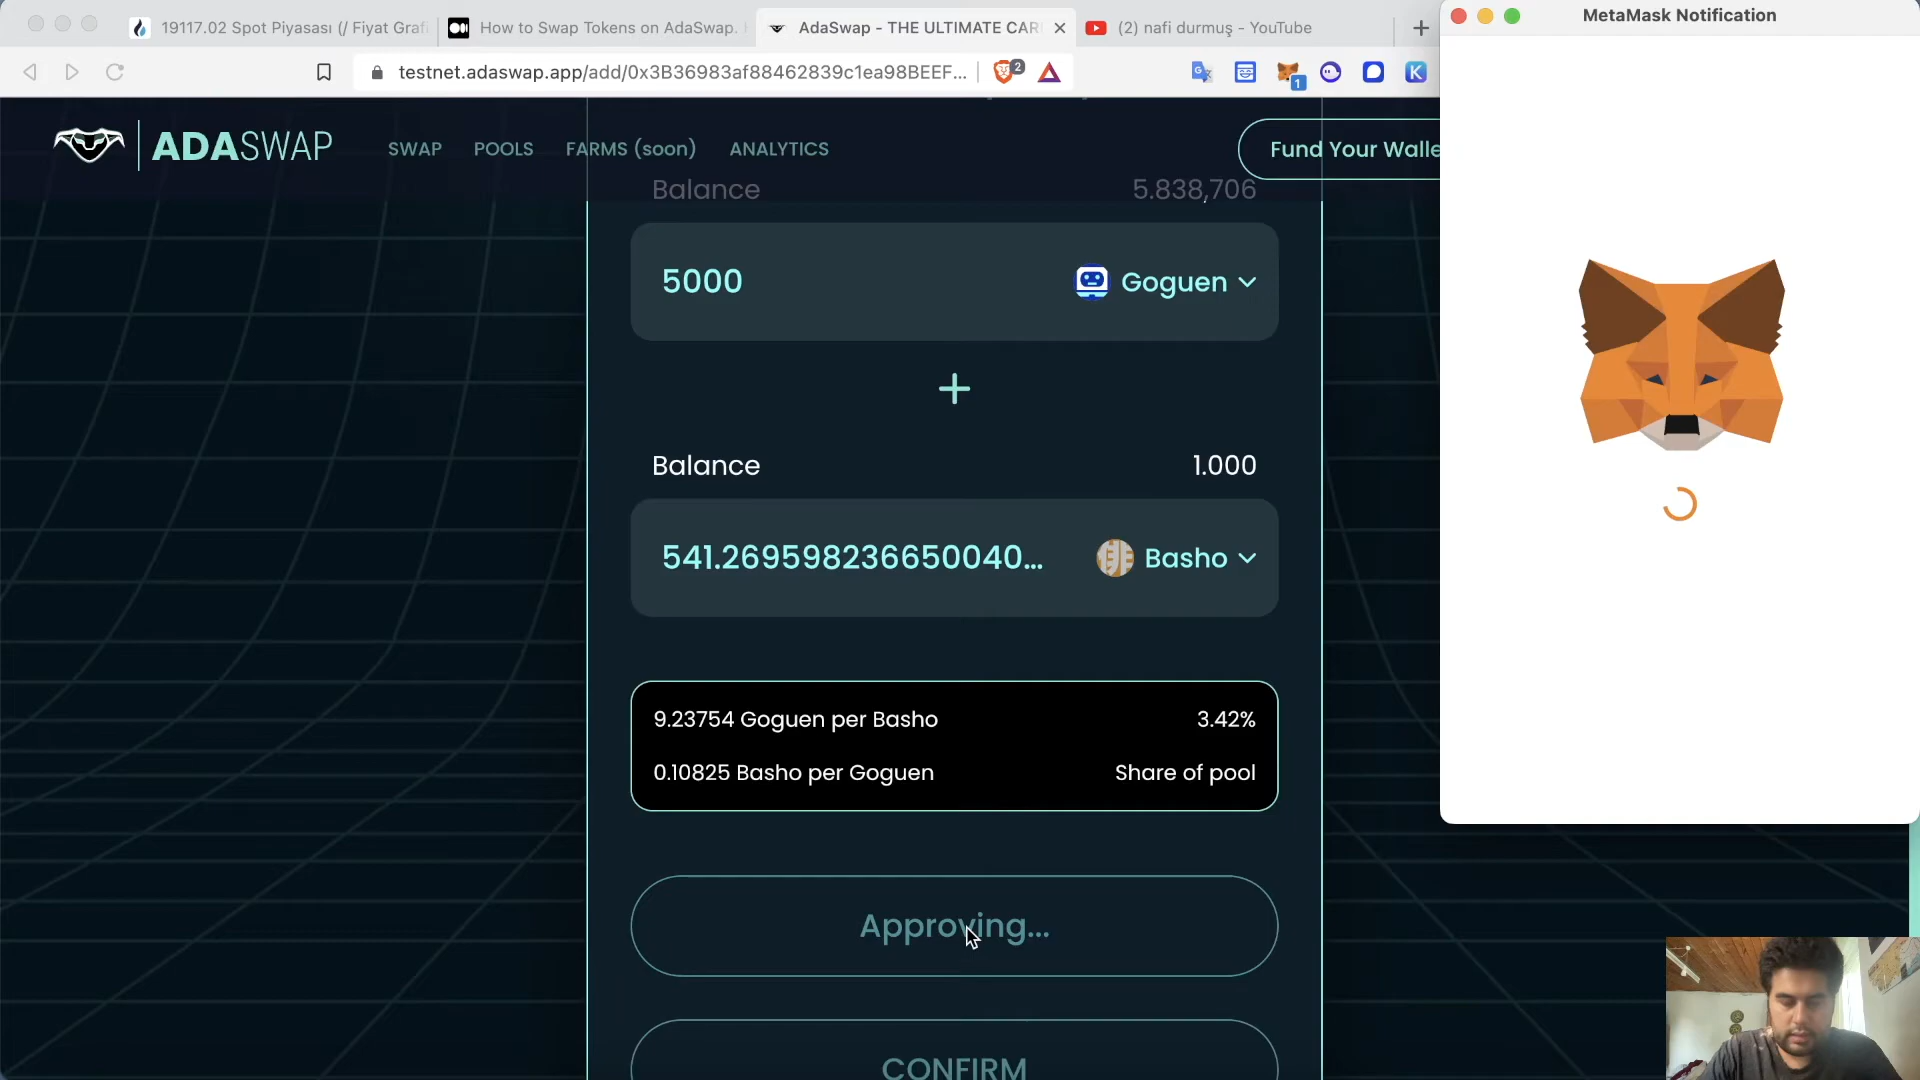 19117.02 Spot Piyasası (/ Fiyat Grafi
How to Swap Tokens on AdaSwap.
AdaSwap - THE ULTIMATE CAR
(2) nafi durmuş - YouTube
MetaMask Notification
testnet.adaswap.app/add/0x3B36983af88462839c1ea98BEEF...
2
1
K
ADASWAP
SWAP
POOLS
FARMS (soon)
ANALYTICS
Fund Your Walle
Balance
5.838,706
5000
Goguen
+
Balance
1.000
541.269598236650040...
Basho
9.23754 Goguen per Basho
3.42%
0.10825 Basho per Goguen
Share of pool
Approving...
CONFIRM